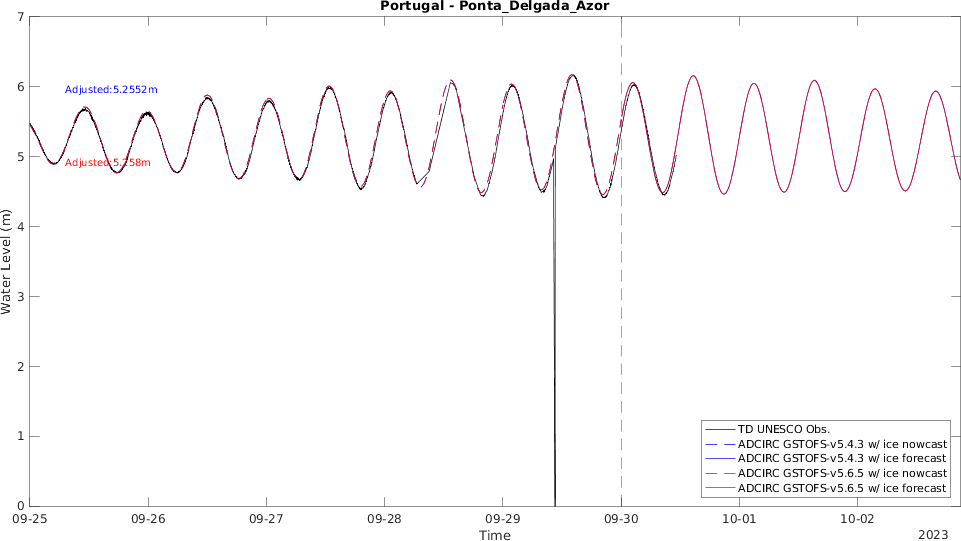 Portugal - Ponta_Delgada_Azor
7
6
5
4
3
2
1
0
Water Level (m)
Adjusted:5.2552m
Adjusted:5.258m
TD UNESCO Obs.
ADCIRC GSTOFS-v5.4.3 w/ ice nowcast
ADCIRC GSTOFS-v5.4.3 w/ ice forecast
ADCIRC GSTOFS-v5.6.5 w/ ice nowcast
ADCIRC GSTOFS-v5.6.5 w/ ice forecast
09-25 09-26 09-27 09-28 09-29 09-30 10-01 10-02
Time
2023